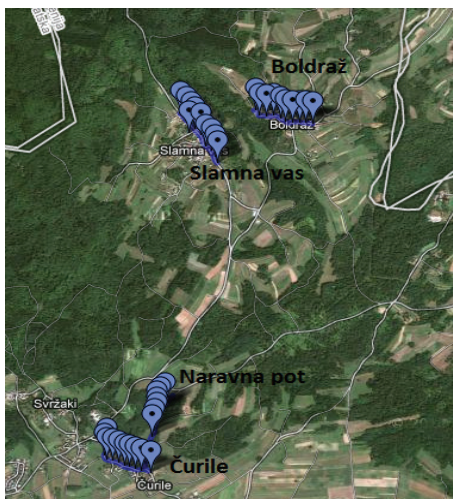 Boldraž
Boldraž
Slamna
Slamna vas
Naravna pot
Svržaki
Čurile
Čurile